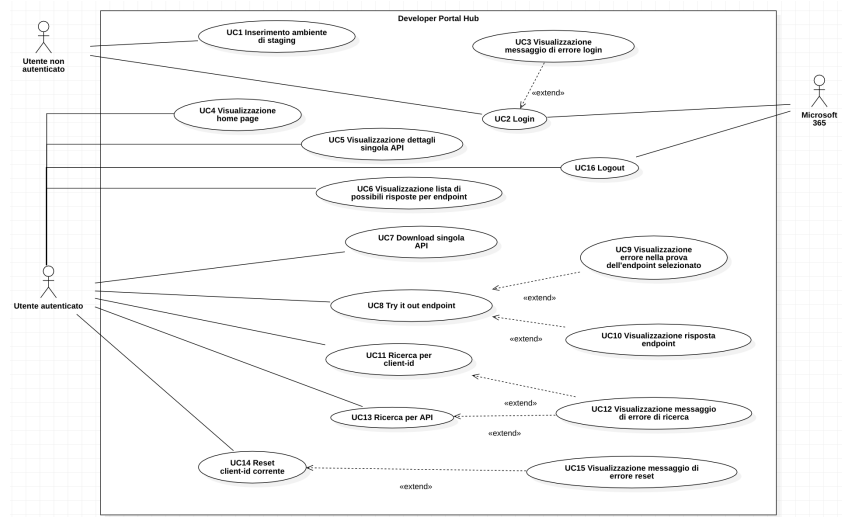 Developer Portal Hub
UC1 Inserimento ambiente
di staging
UC3 Visualizzazione
messaggio di errore login
Utente non
autenticato
«extend»
UC4 Visualizzazione
home page
UC2 Login
Microsoft
365
UC5 Visualizzazione dettagli
singola API
UC16 Logout
UC6 Visualizzazione lista di
possibili risposte per endpoint
UC7 Download singola
API
UC9 Visualizzazione
errore nella prova
dell'endpoint selezionato
Utente autenticato
«extend»
UC8 Try it out endpoint
«extend»
UC10 Visualizzazione risposta
endpoint
UC11 Ricerca per
client-id
«extend»
UC12 Visualizzazione messaggio
di errore di ricerca
UC13 Ricerca per API
«extend»
UC14 Reset
client-id corrente
UC15 Visualizzazione messaggio di
errore reset
«extend»